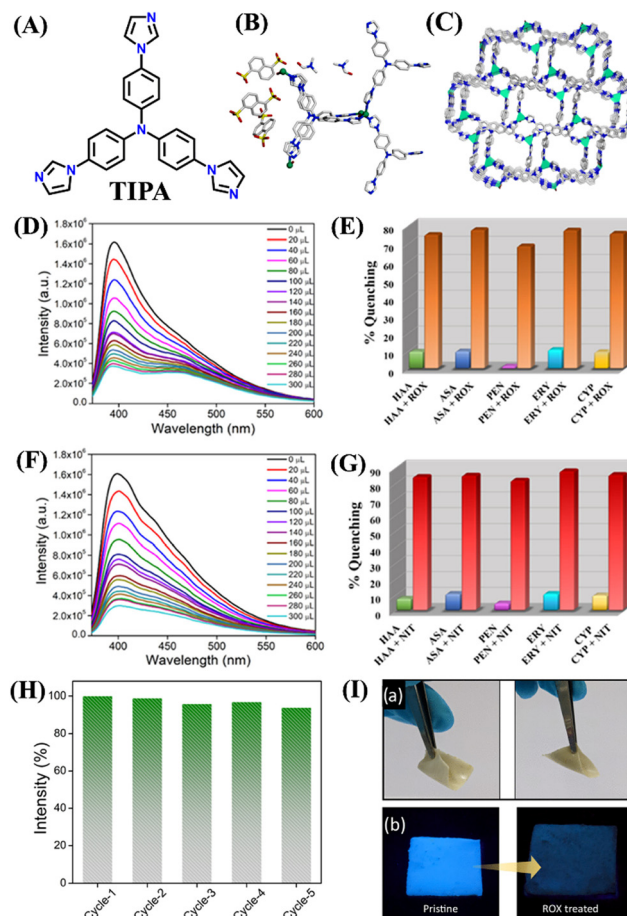 (A)
N
N
N
N
N
N
N
TIPA
(B)
(C)
(D)
Intensity (a.u.)
1.8x10⁶
1.6x10⁶
1.4x10⁶
1.2x10⁶
1.0x10⁶
8.0x10⁵
6.0x10⁵
4.0x10⁵
2.0x10⁵
0.0
400 450 500 550 600
Wavelength (nm)
0 μL
20 μL
40 μL
60 μL
80 μL
100 μL
120 μL
140 μL
160 μL
180 μL
200 μL
220 μL
240 μL
260 μL
280 μL
300 μL
(E)
% Quenching
80
70
60
50
40
30
20
10
0
HAA
HAA + ROX
ASA
ASA + ROX
PEN
PEN + ROX
ERY
ERY + ROX
CYP
CYP + ROX
(F)
Intensity (a.u.)
1.8x10⁶
1.6x10⁶
1.4x10⁶
1.2x10⁶
1.0x10⁶
8.0x10⁵
6.0x10⁵
4.0x10⁵
2.0x10⁵
0.0
400 450 500 550 600
Wavelength (nm)
0 μL
20 μL
40 μL
60 μL
80 μL
100 μL
120 μL
140 μL
160 μL
180 μL
200 μL
220 μL
240 μL
260 μL
280 μL
300 μL
(G)
% Quenching
90
80
70
60
50
40
30
20
10
0
HAA
HAA + NIT
ASA
ASA + NIT
PEN
PEN + NIT
ERY
ERY + NIT
CYP
CYP + NIT
(H)
Intensity (%)
100
80
60
40
20
0
Cycle-1
Cycle-2
Cycle-3
Cycle-4
Cycle-5
(I)
(a)
(b)
Pristine
ROX treated